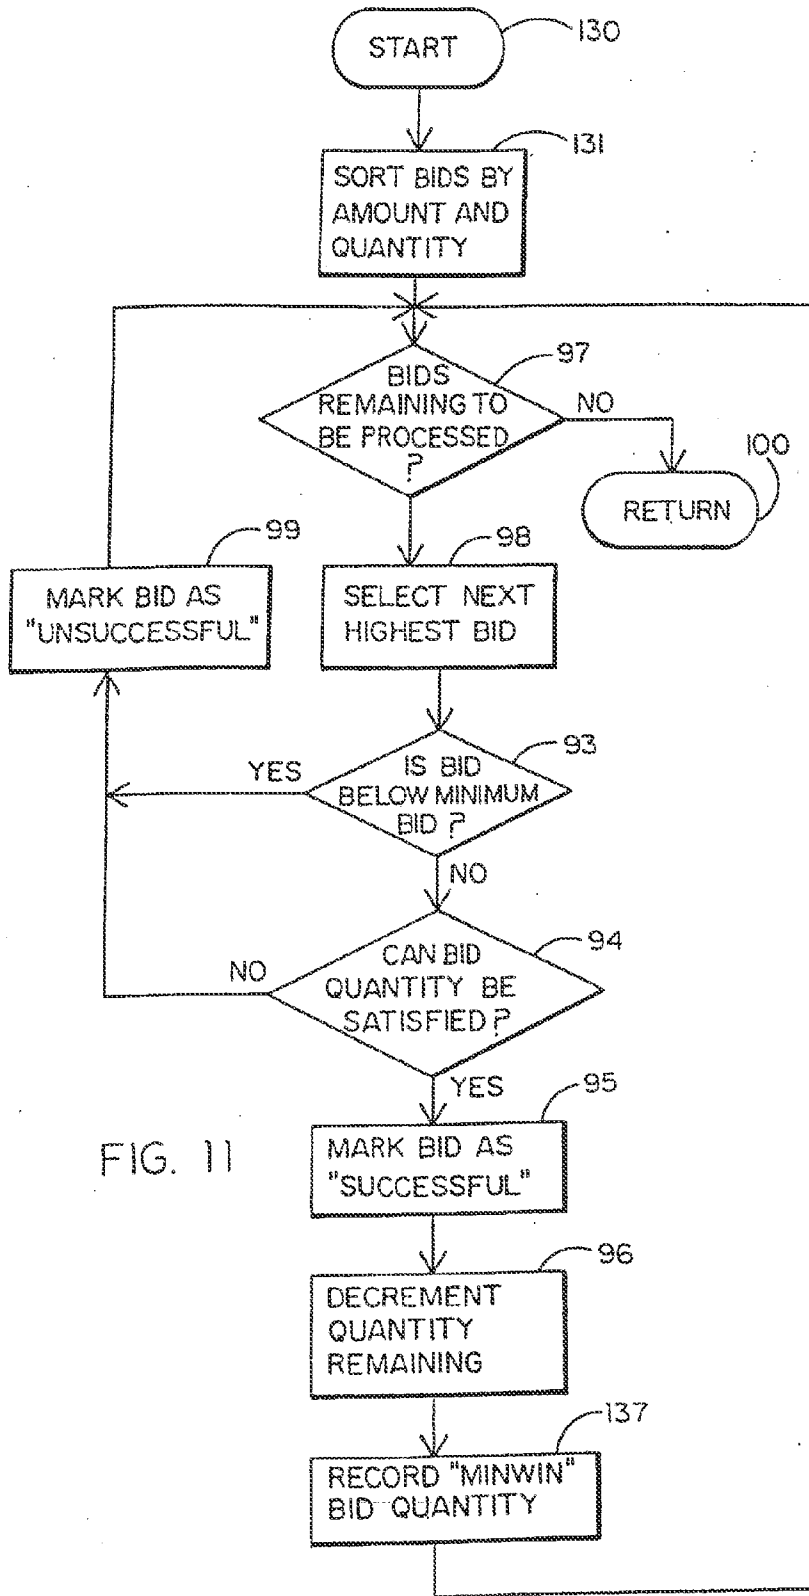 START
130
131
SORT BIDS BY
AMOUNT AND
QUANTITY
97
BIDS
REMAINING TO
BE PROCESSED
?
NO
100
RETURN
99
MARK BID AS
"UNSUCCESSFUL"
98
SELECT NEXT
HIGHEST BID
93
YES
IS BID
BELOW MINIMUM
BID ?
NO
94
NO
CAN BID
QUANTITY BE
SATISFIED ?
YES
95
FIG. 11
MARK BID AS
"SUCCESSFUL"
96
DECREMENT
QUANTITY
REMAINING
137
RECORD "MINWIN"
BID QUANTITY